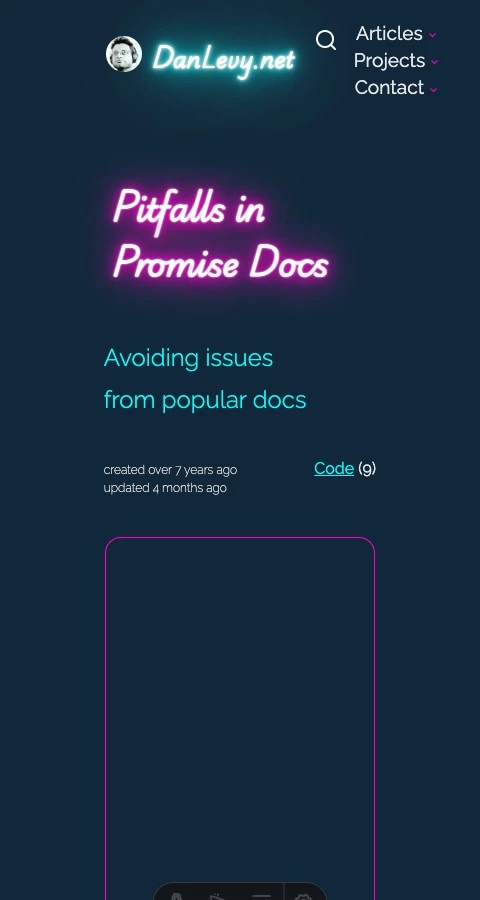 DanLevy.net
Articles
Projects
Contact
Pitfalls in
Promise Docs
Avoiding issues
from popular docs
created over 7 years ago
updated 4 months ago
Code (9)